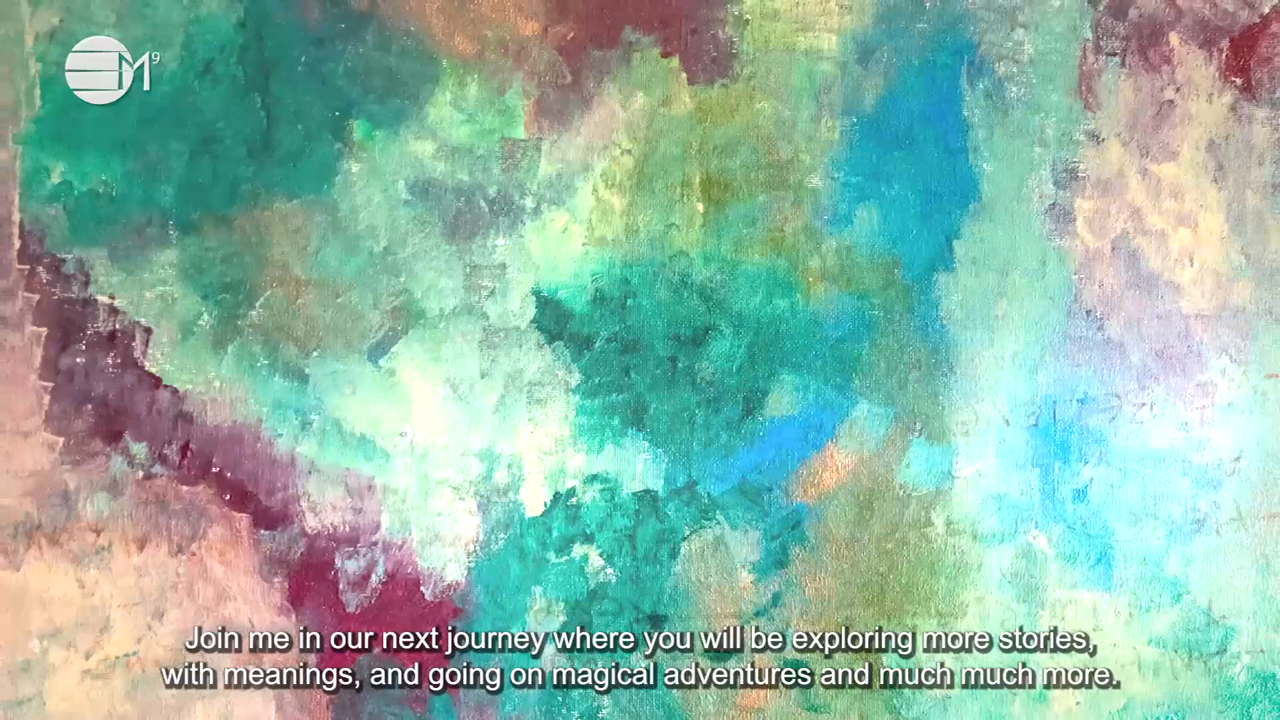 EM⁹
Join me in our next journey where you will be exploring more stories,
with meanings, and going on magical adventures and much much more.